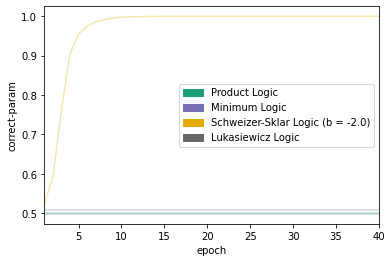 1.0
0.9
0.8
0.7
0.6
0.5
correct-param
Product Logic
Minimum Logic
Schweizer-Sklar Logic (b = -2.0)
Lukasiewicz Logic
5 10 15 20 25 30 35 40
epoch